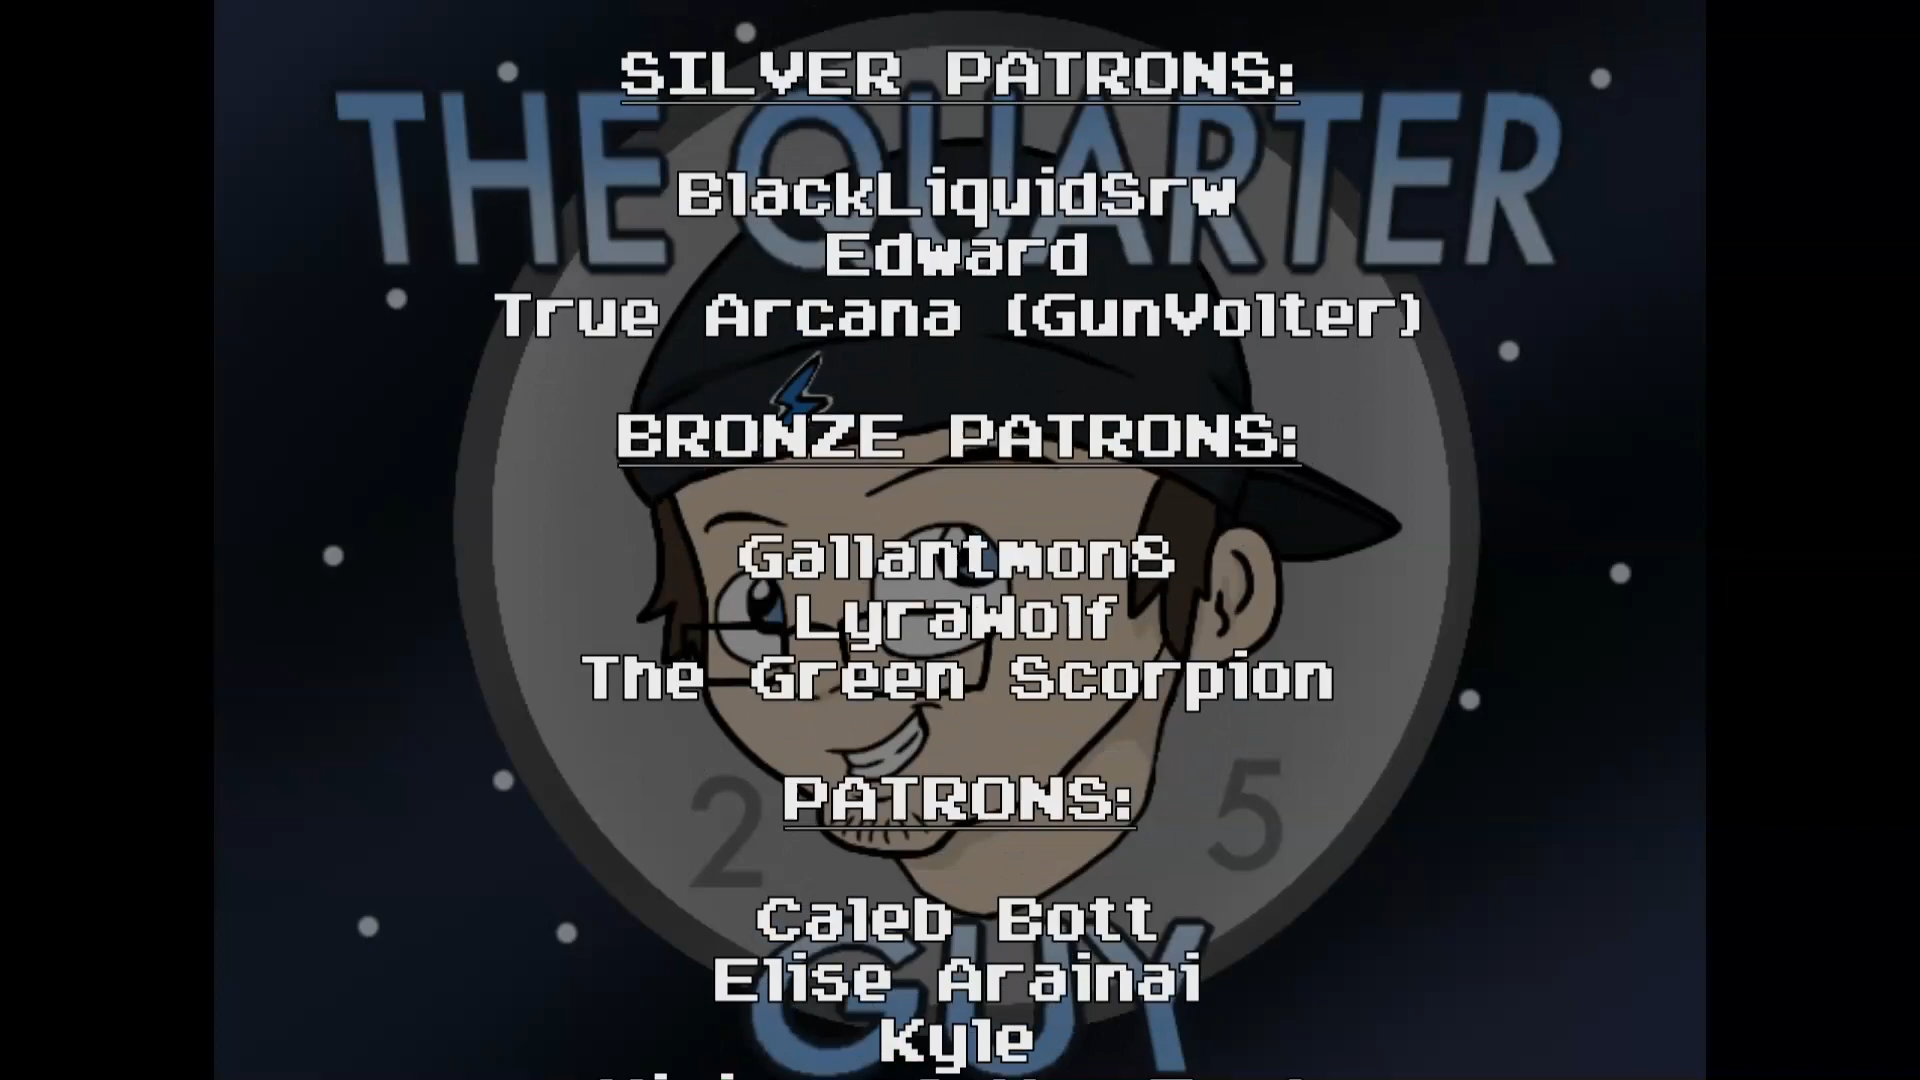 SILVER PATRONS:
THE QUARTER
BlackLiquidSrw
Edward
True Arcana (GunVolter)
BRONZE PATRONS:
GallantmonS
LyraWolf
The Green Scorpion
PATRONS:
2 5
Caleb Bott
GUY
Elise Arainai
Kyle